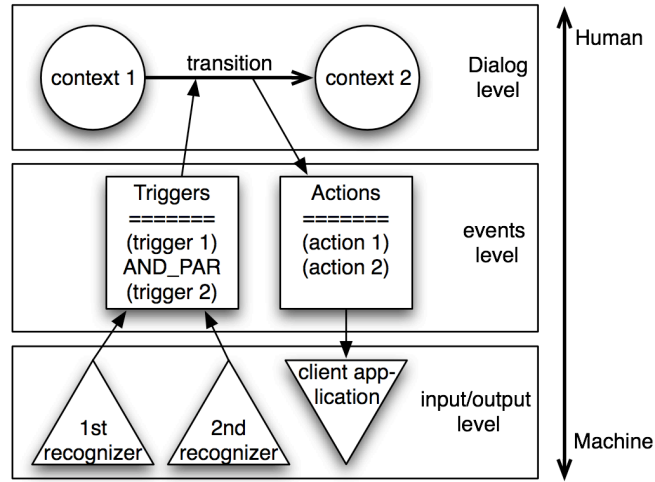 Human
transition
context 1
context 2
Dialog
level
Triggers
=======
(trigger 1)
AND_PAR
(trigger 2)
Actions
=======
(action 1)
(action 2)
events
level
client app-
lication
1st
recognizer
2nd
recognizer
input/output
level
Machine